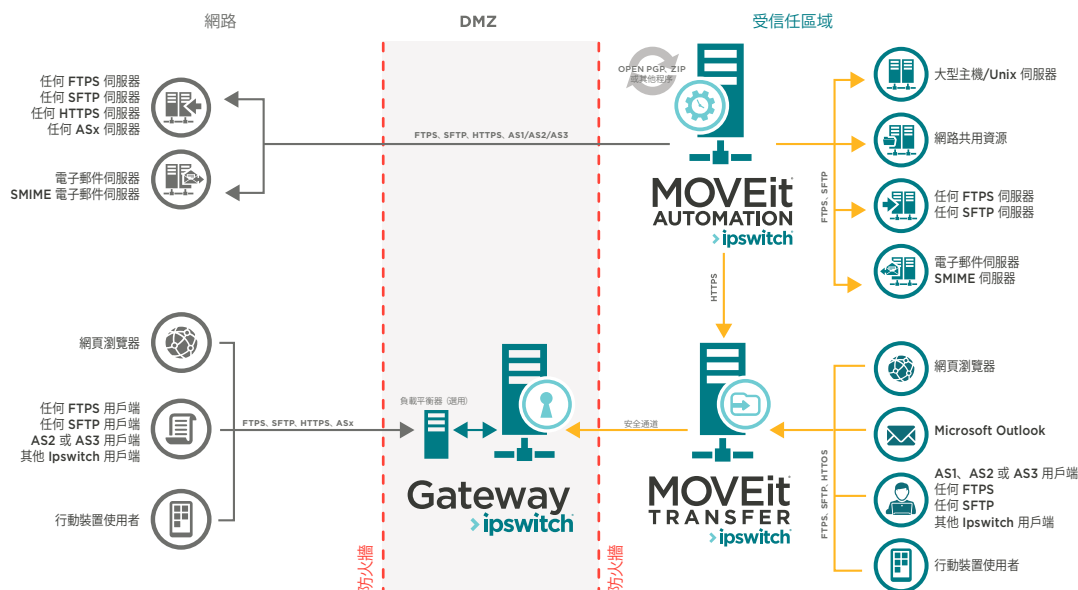 網路
DMZ
受信任區域
任何 FTPS 伺服器
任何 SFTP 伺服器
任何 HTTPS 伺服器
任何 ASx 伺服器
電子郵件伺服器
SMIME 電子郵件伺服器
FTPS、SFTP、HTTPS、AS1/AS2/AS3
OPEN PGP、ZIP
或其他程序
MOVEit
AUTOMATION
ipswitch
FTPS、SFTP
大型主機/Unix 伺服器
網路共用資源
任何 FTPS 伺服器
任何 SFTP 伺服器
電子郵件伺服器
SMIME 伺服器
HTTPS
網頁瀏覽器
任何 FTPS 用戶端
任何 SFTP 用戶端
AS2 或 AS3 用戶端
其他 Ipswitch 用戶端
行動裝置使用者
FTPS、SFTP、HTTPS、ASx
負載平衡器（選用）
Gateway
ipswitch
安全通道
MOVEit
TRANSFER
ipswitch
FTPS、SFTP、HTTOS
網頁瀏覽器
Microsoft Outlook
AS1、AS2 或 AS3 用戶端
任何 FTPS
任何 SFTP
其他 Ipswitch 用戶端
行動裝置使用者
防火牆
防火牆